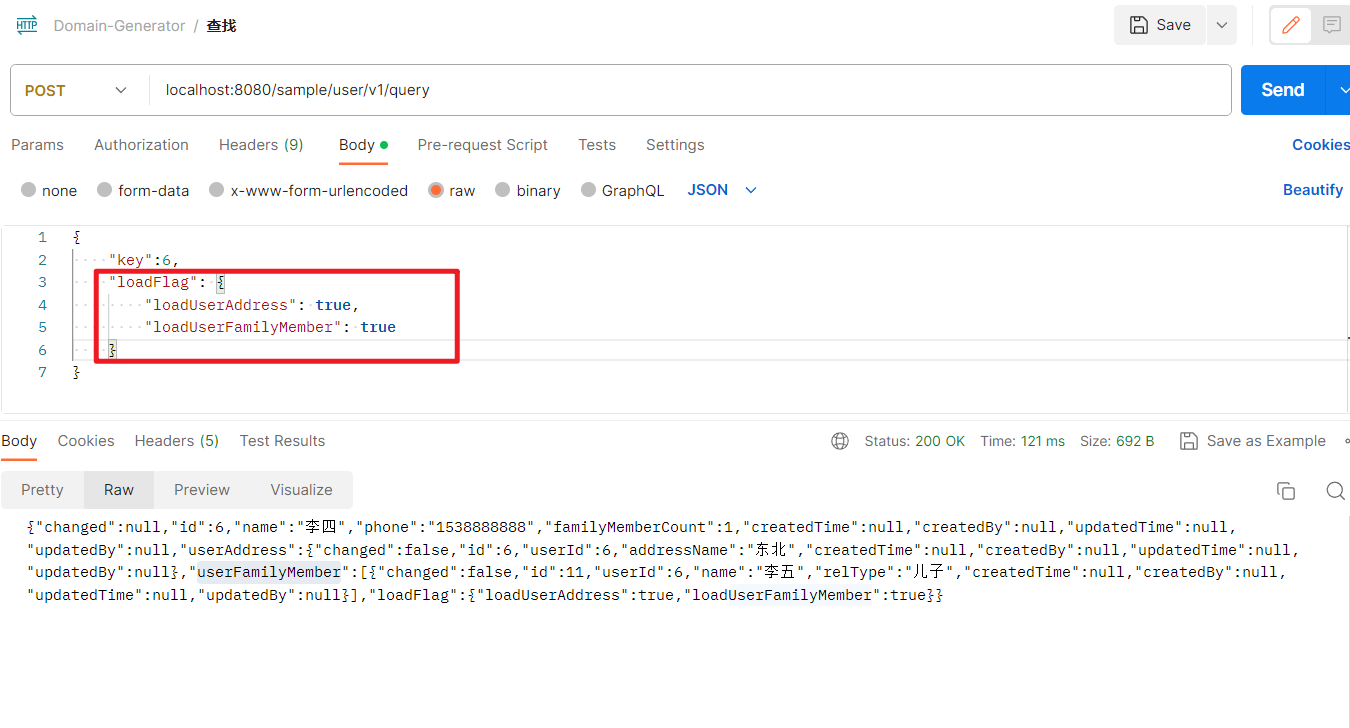 HTTP Domain-Generator / 查找 Save
POST localhost:8080/sample/user/v1/query Send
Params Authorization Headers (9) Body Pre-request Script Tests Settings Cookies
none form-data x-www-form-urlencoded raw binary GraphQL JSON Beautify
1 {
2 "key":6,
3 "loadFlag": {
4 "loadUserAddress": true,
5 "loadUserFamilyMember": true
6 }
7 }
Body Cookies Headers (5) Test Results Status: 200 OK Time: 121 ms Size: 692 B Save as Example
Pretty Raw Preview Visualize
{"changed":null,"id":6,"name":"李四","phone":"1538888888","familyMemberCount":1,"createdTime":null,"createdBy":null,"updatedTime":null,
"updatedBy":null,"userAddress":{"changed":false,"id":6,"userId":6,"addressName":"东北","createdTime":null,"createdBy":null,"updatedTime":null,
"updatedBy":null},"userFamilyMember":[{"changed":false,"id":11,"userId":6,"name":"李五","relType":"儿子","createdTime":null,"createdBy":null,
"updatedTime":null,"updatedBy":null}],"loadFlag":{"loadUserAddress":true,"loadUserFamilyMember":true}}